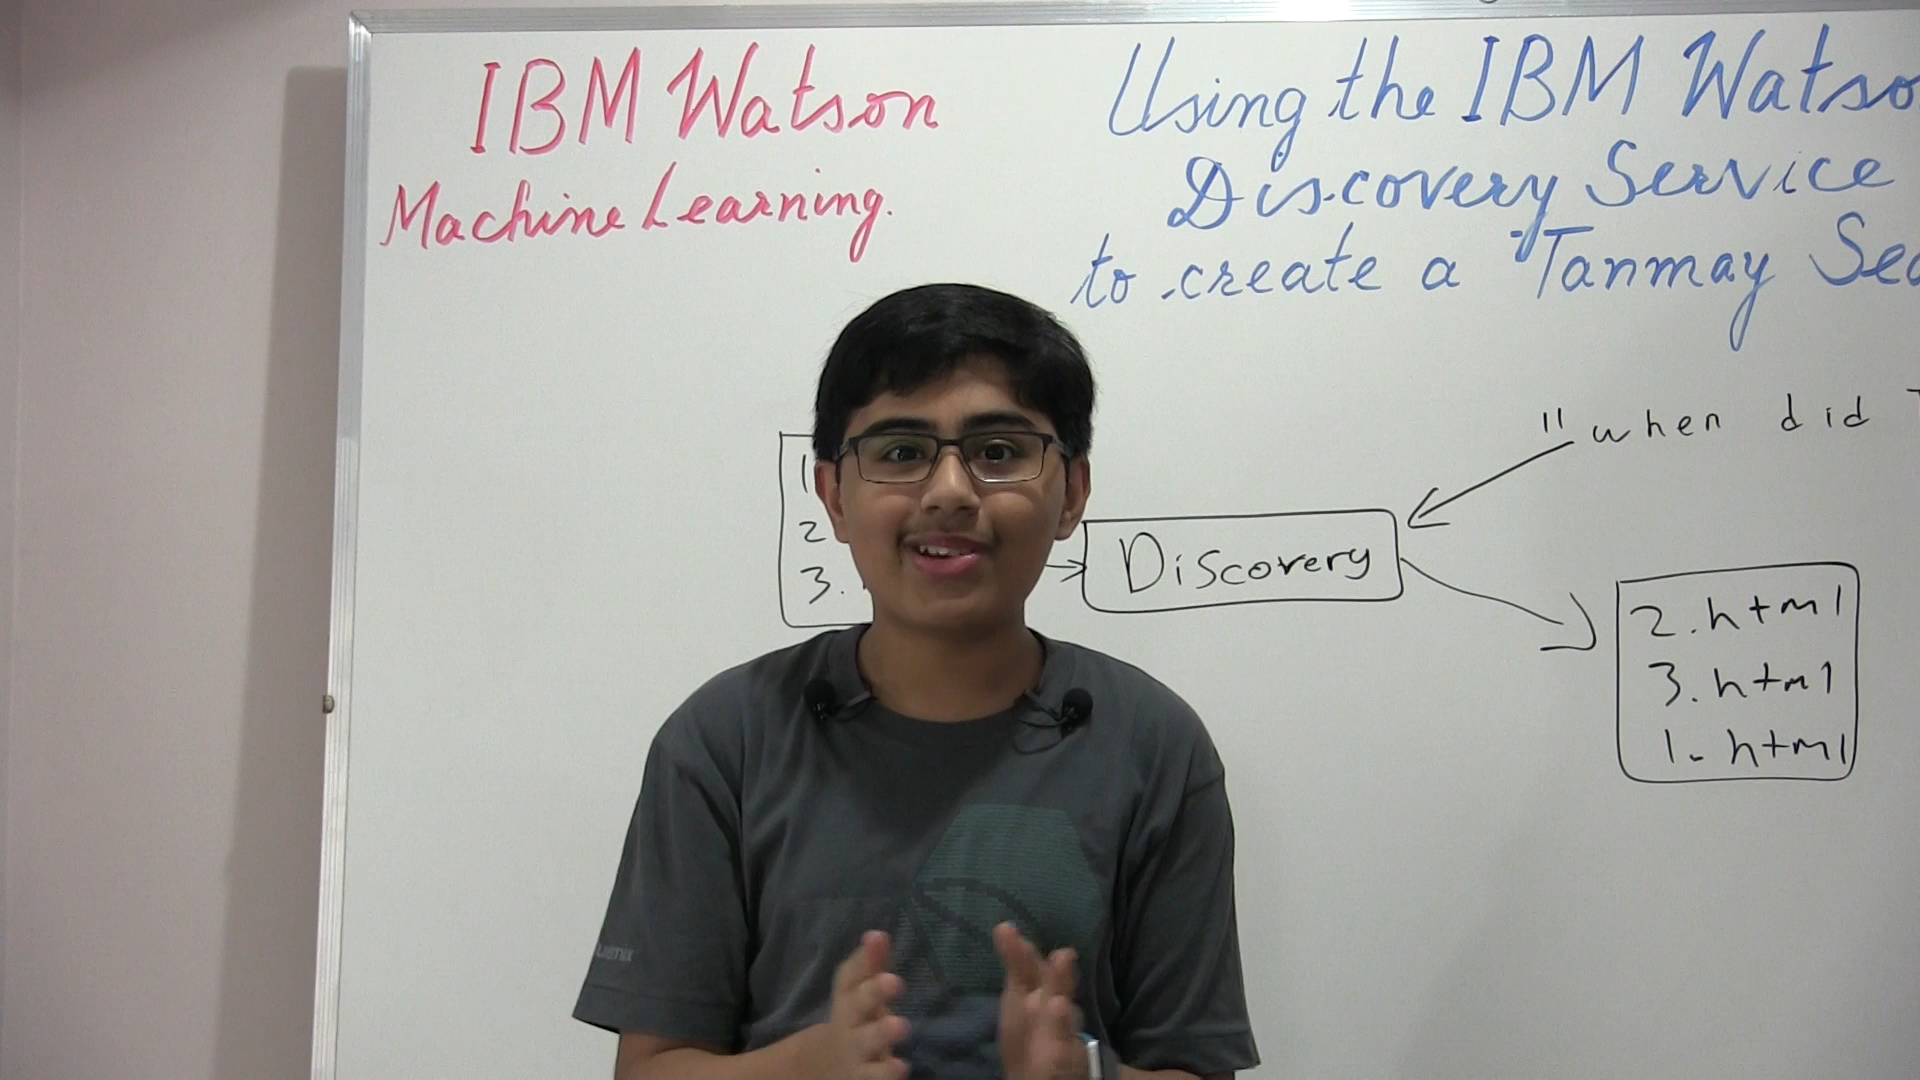 IBM Watson
Machine Learning.
Using the IBM Watso
Discovery Service
to create a "Tanmay Sea
"when did T
1
2
3.
Discovery
2.html
3.html
1.html